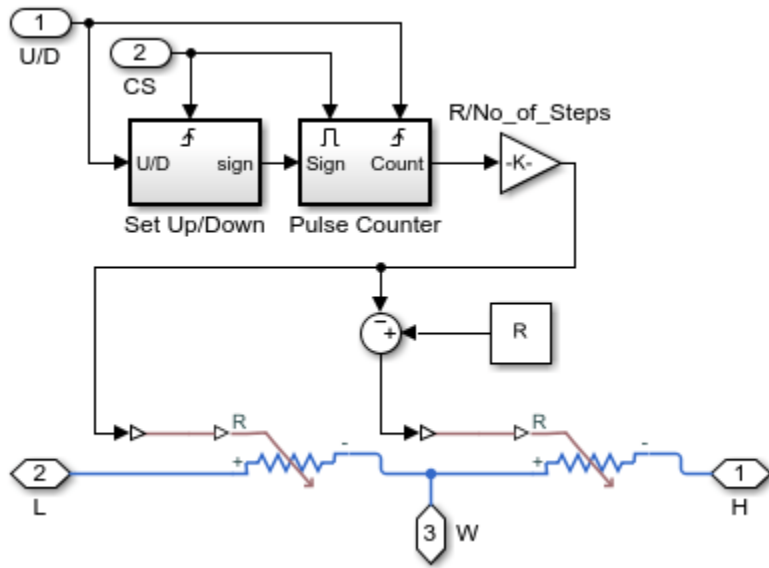 1
U/D
2
CS
R/No_of_Steps
U/D
sign
Sign
Count
-K-
Set Up/Down
Pulse Counter
−
+
R
R
R
+
-
+
-
2
L
3
W
1
H